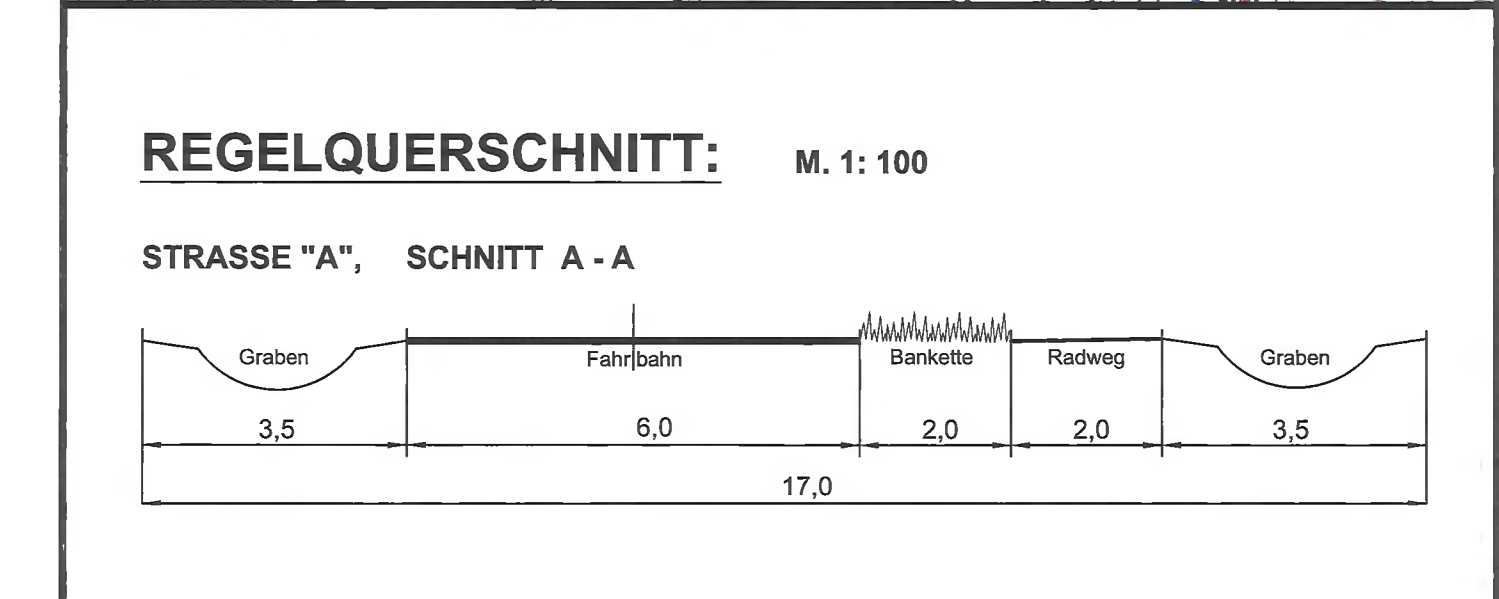 REGELQUERSCHNITT: M. 1: 100
STRASSE "A", SCHNITT A - A
Graben Fahrbahn Bankette Radweg Graben
3,5 6,0 2,0 2,0 3,5
17,0